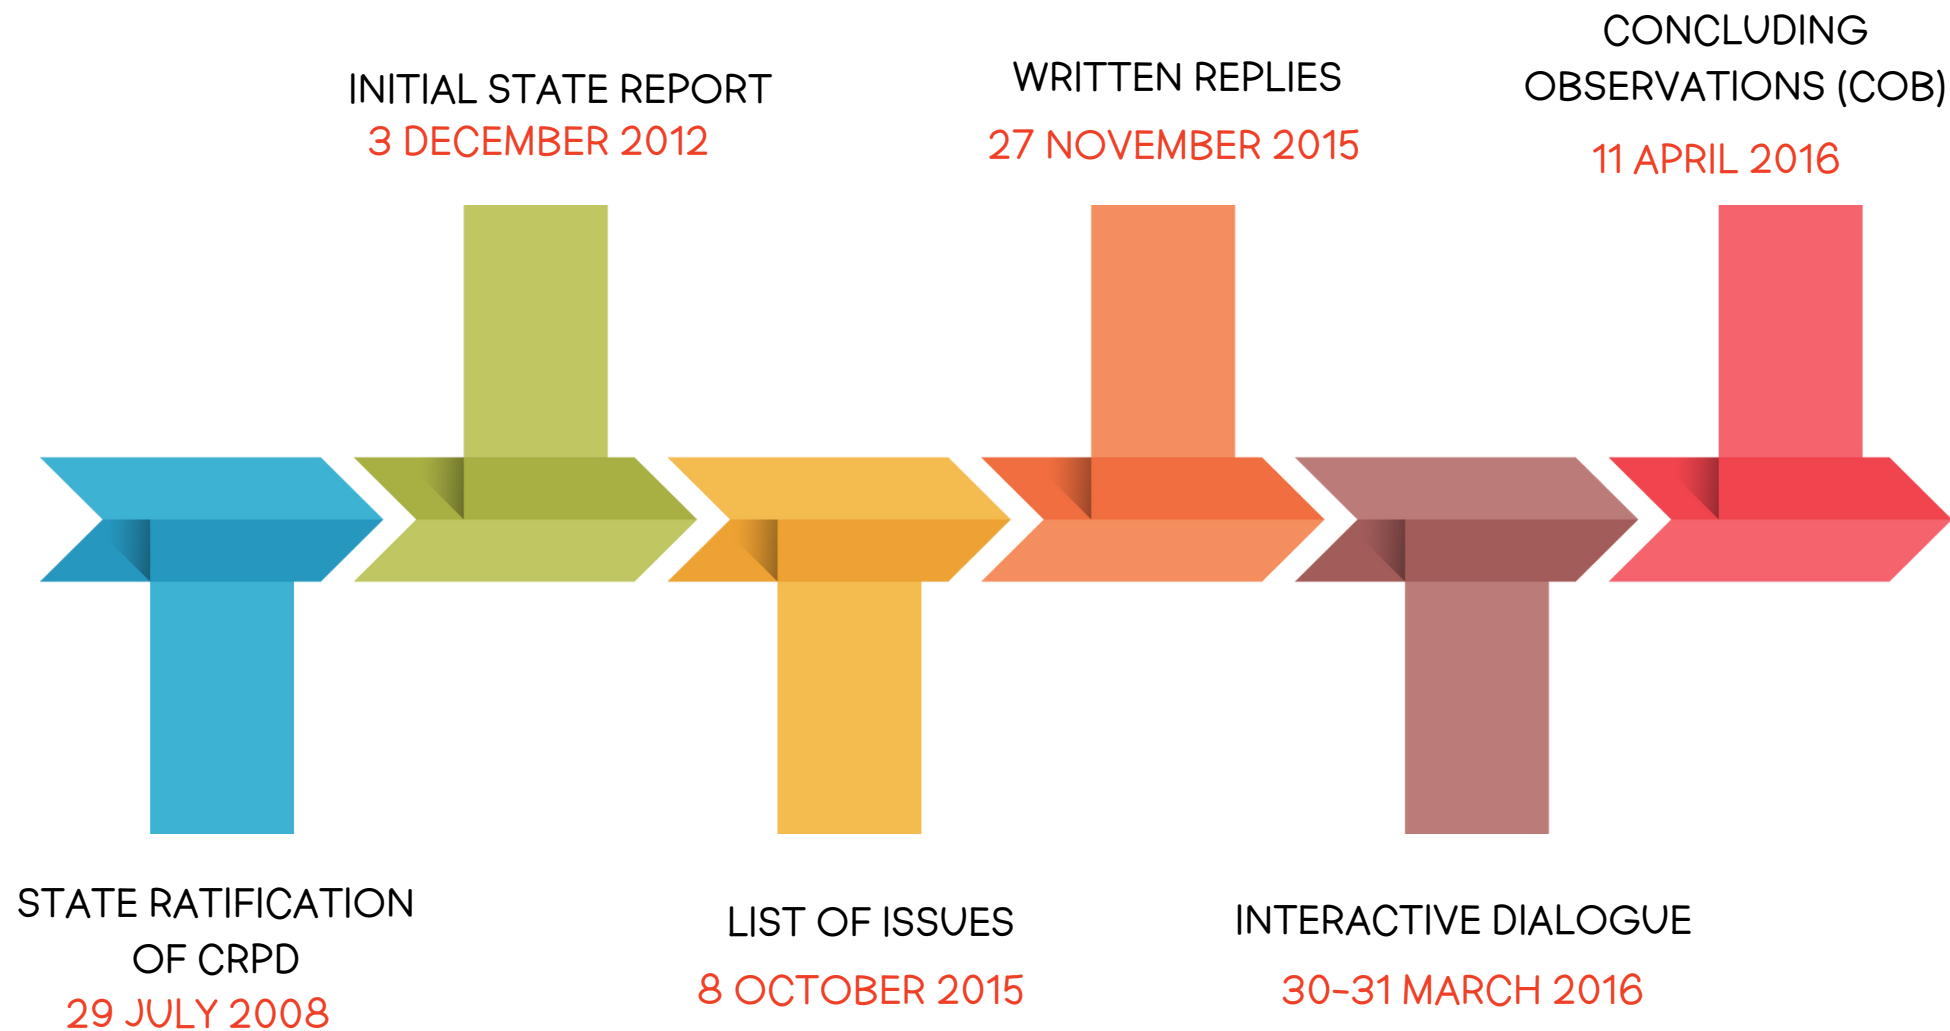 STATE RATIFICATION
OF CRPD
29 JULY 2008
INITIAL STATE REPORT
3 DECEMBER 2012
LIST OF ISSUES
8 OCTOBER 2015
WRITTEN REPLIES
27 NOVEMBER 2015
INTERACTIVE DIALOGUE
30-31 MARCH 2016
CONCLUDING
OBSERVATIONS (COB)
11 APRIL 2016